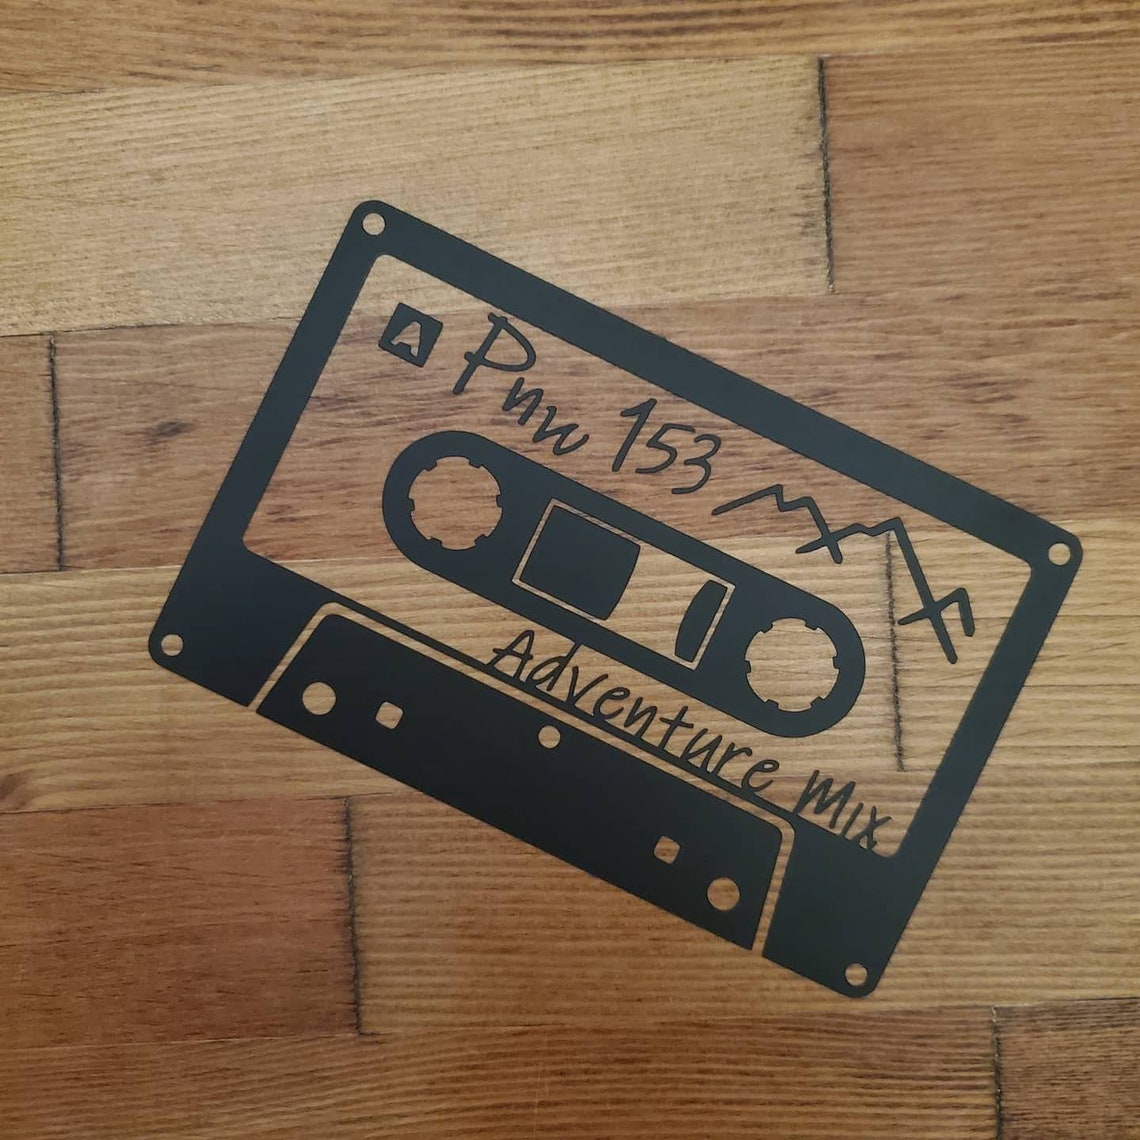 A
Pnw 153
Adventure Mix